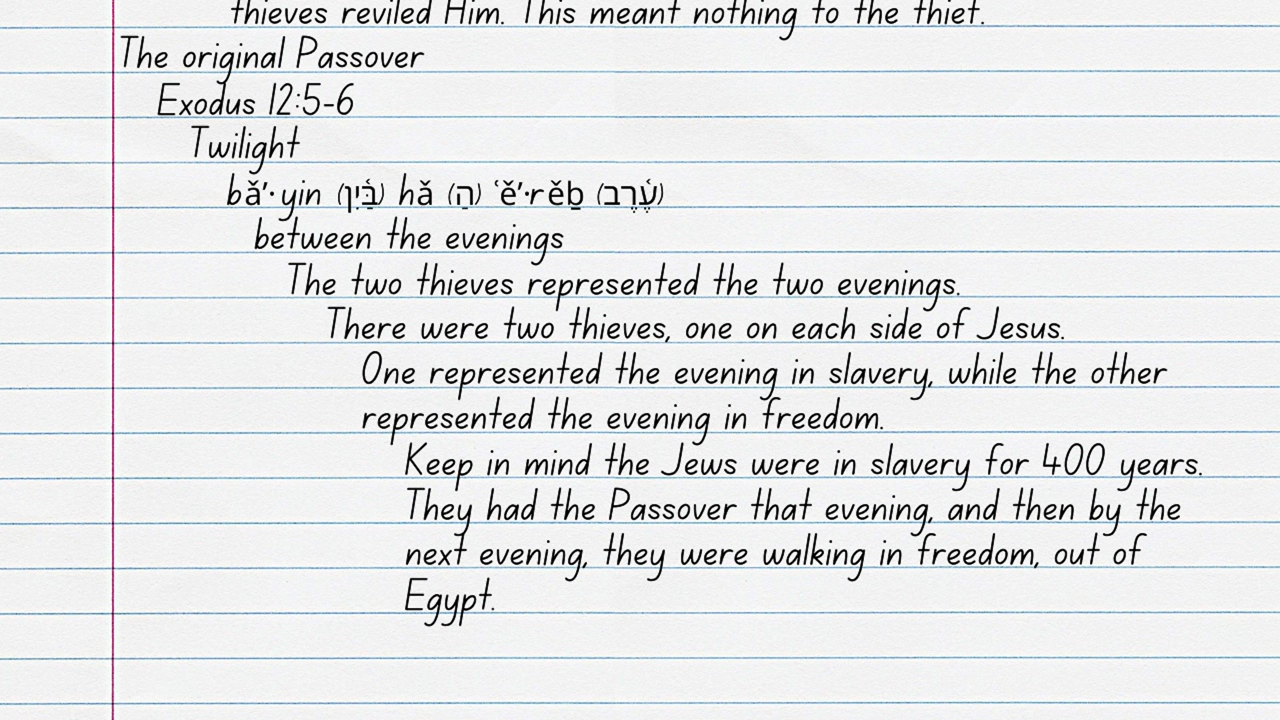 thieves reviled Him. This meant nothing to the thief.
The original Passover
Exodus 12:5-6
Twilight
bǎʹ·yin (בַּ֫יִן) hǎ (הַ) ʿěʹ·rěḇ (עֶ֫רֶב)
between the evenings
The two thieves represented the two evenings.
There were two thieves, one on each side of Jesus.
One represented the evening in slavery, while the other
represented the evening in freedom.
Keep in mind the Jews were in slavery for 400 years.
They had the Passover that evening, and then by the
next evening, they were walking in freedom, out of
Egypt.